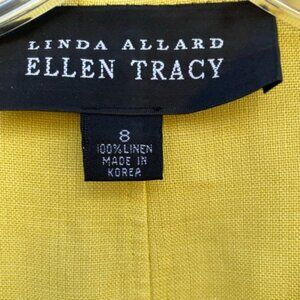 LINDA ALLARD
ELLEN TRACY
8
100% LINEN
MADE IN
KOREA